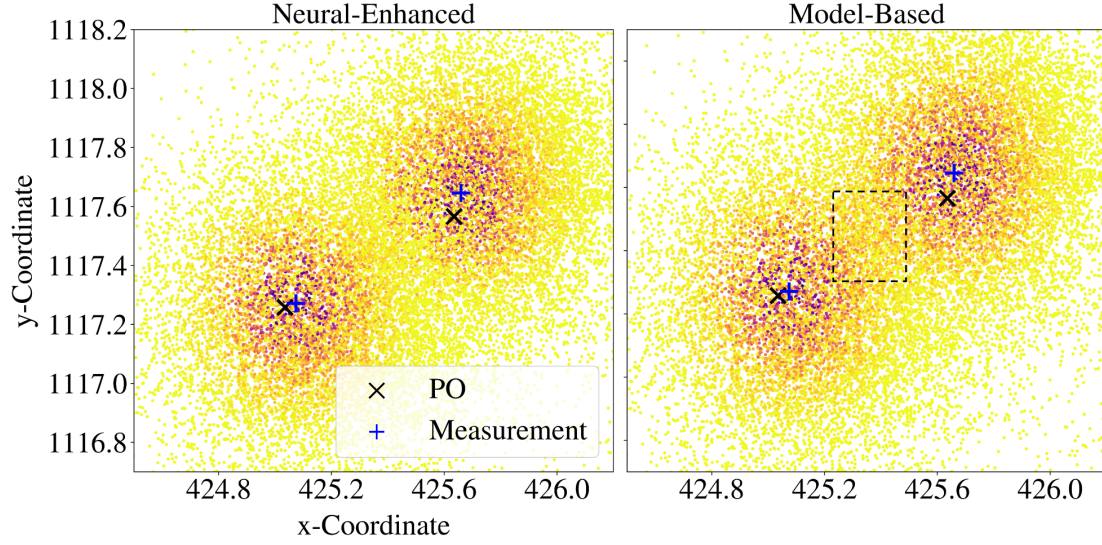 Neural-Enhanced
Model-Based
1118.2
1118.0
1117.8
1117.6
1117.4
1117.2
1117.0
1116.8
y-Coordinate
PO
Measurement
424.8 425.2 425.6 426.0
424.8 425.2 425.6 426.0
x-Coordinate